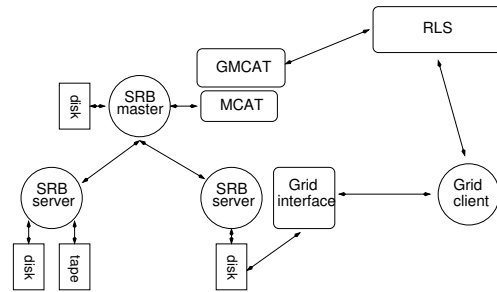 RLS
GMCAT
MCAT
SRB
master
disk
SRB
server
SRB
server
Grid
interface
Grid
client
disk
tape
disk